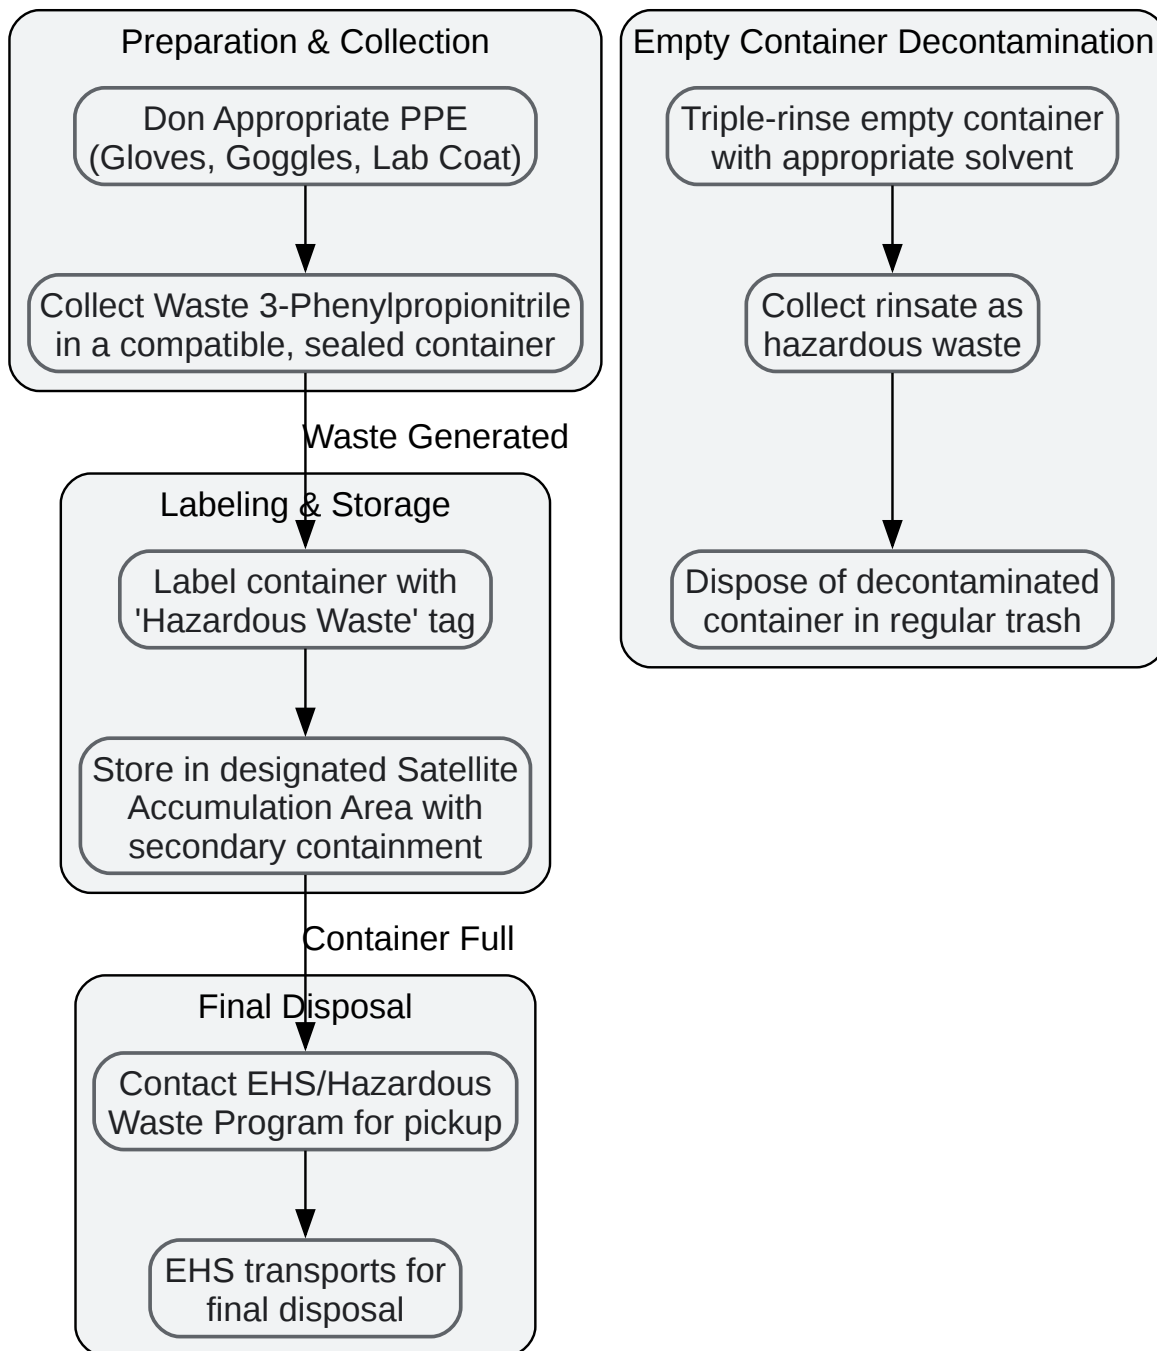 Preparation & Collection
Don Appropriate PPE
(Gloves, Goggles, Lab Coat)
Collect Waste 3-Phenylpropionitrile
in a compatible, sealed container
Waste Generated
Labeling & Storage
Label container with
'Hazardous Waste' tag
Store in designated Satellite
Accumulation Area with
secondary containment
Container Full
Final Disposal
Contact EHS/Hazardous
Waste Program for pickup
EHS transports for
final disposal
Empty Container Decontamination
Triple-rinse empty container
with appropriate solvent
Collect rinsate as
hazardous waste
Dispose of decontaminated
container in regular trash